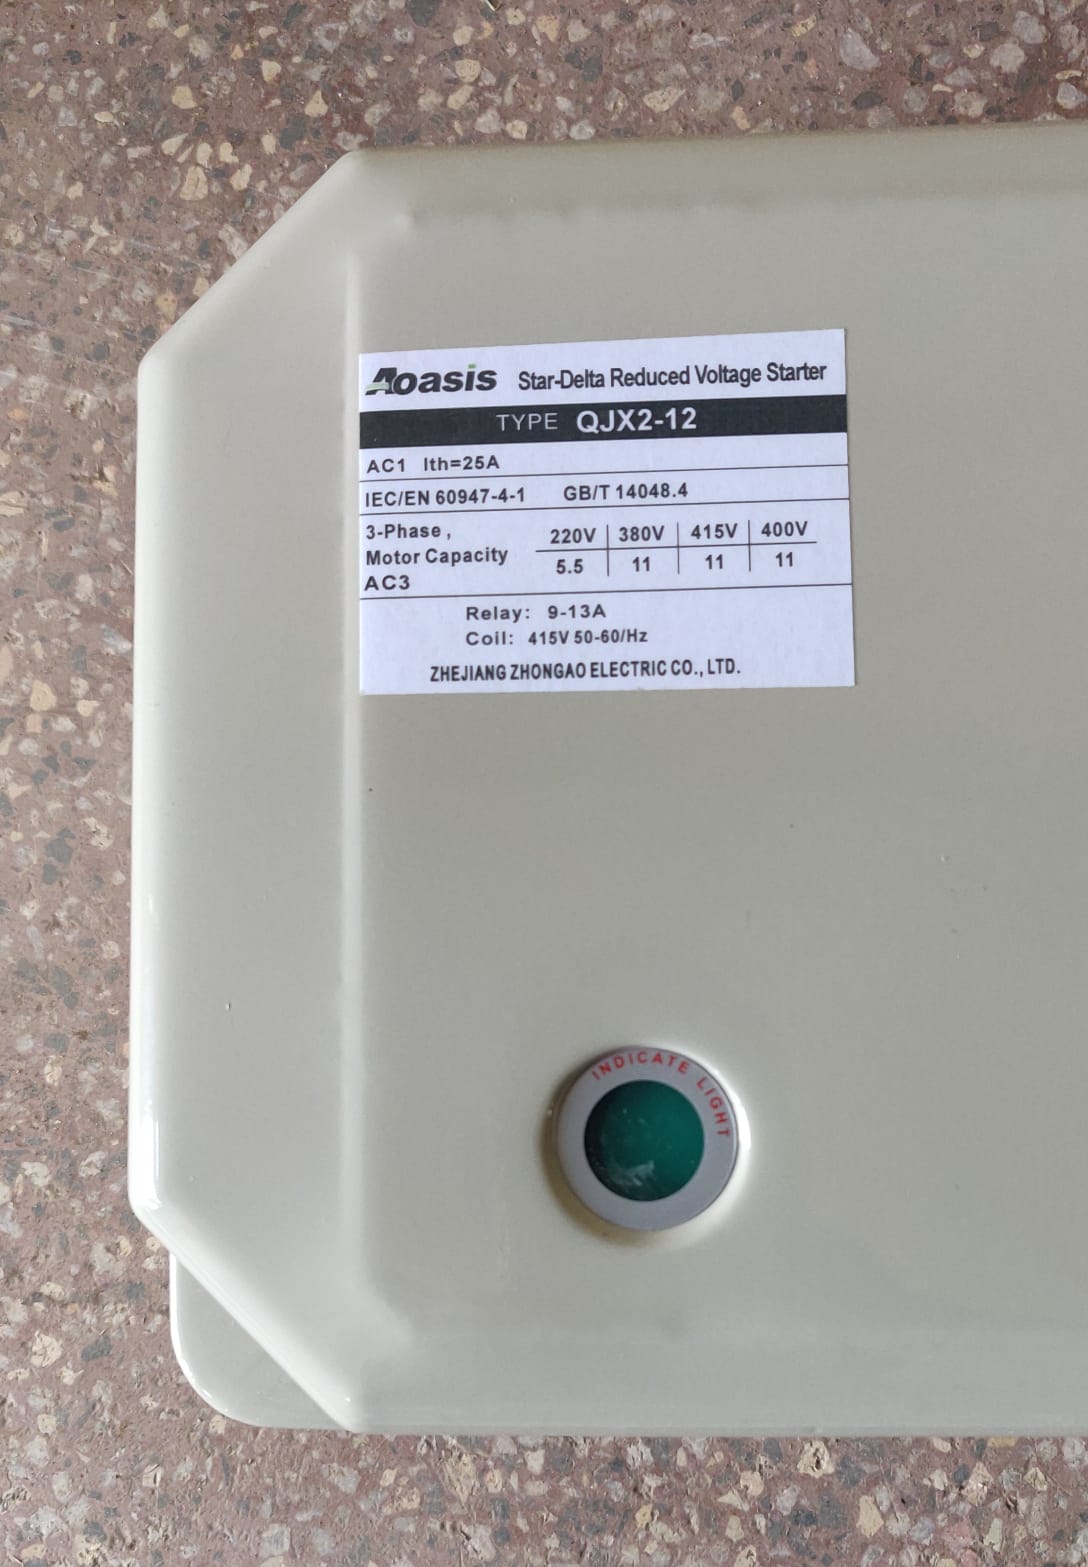 Aoasis Star-Delta Reduced Voltage Starter
TYPE QJX2-12
AC1 Ith=25A
IEC/EN 60947-4-1 GB/T 14048.4
3-Phase , 220V 380V 415V 400V
Motor Capacity 5.5 11 11 11
AC3
Relay: 9-13A
Coil: 415V 50-60/Hz
ZHEJIANG ZHONGAO ELECTRIC CO., LTD.
INDICATE LIGHT